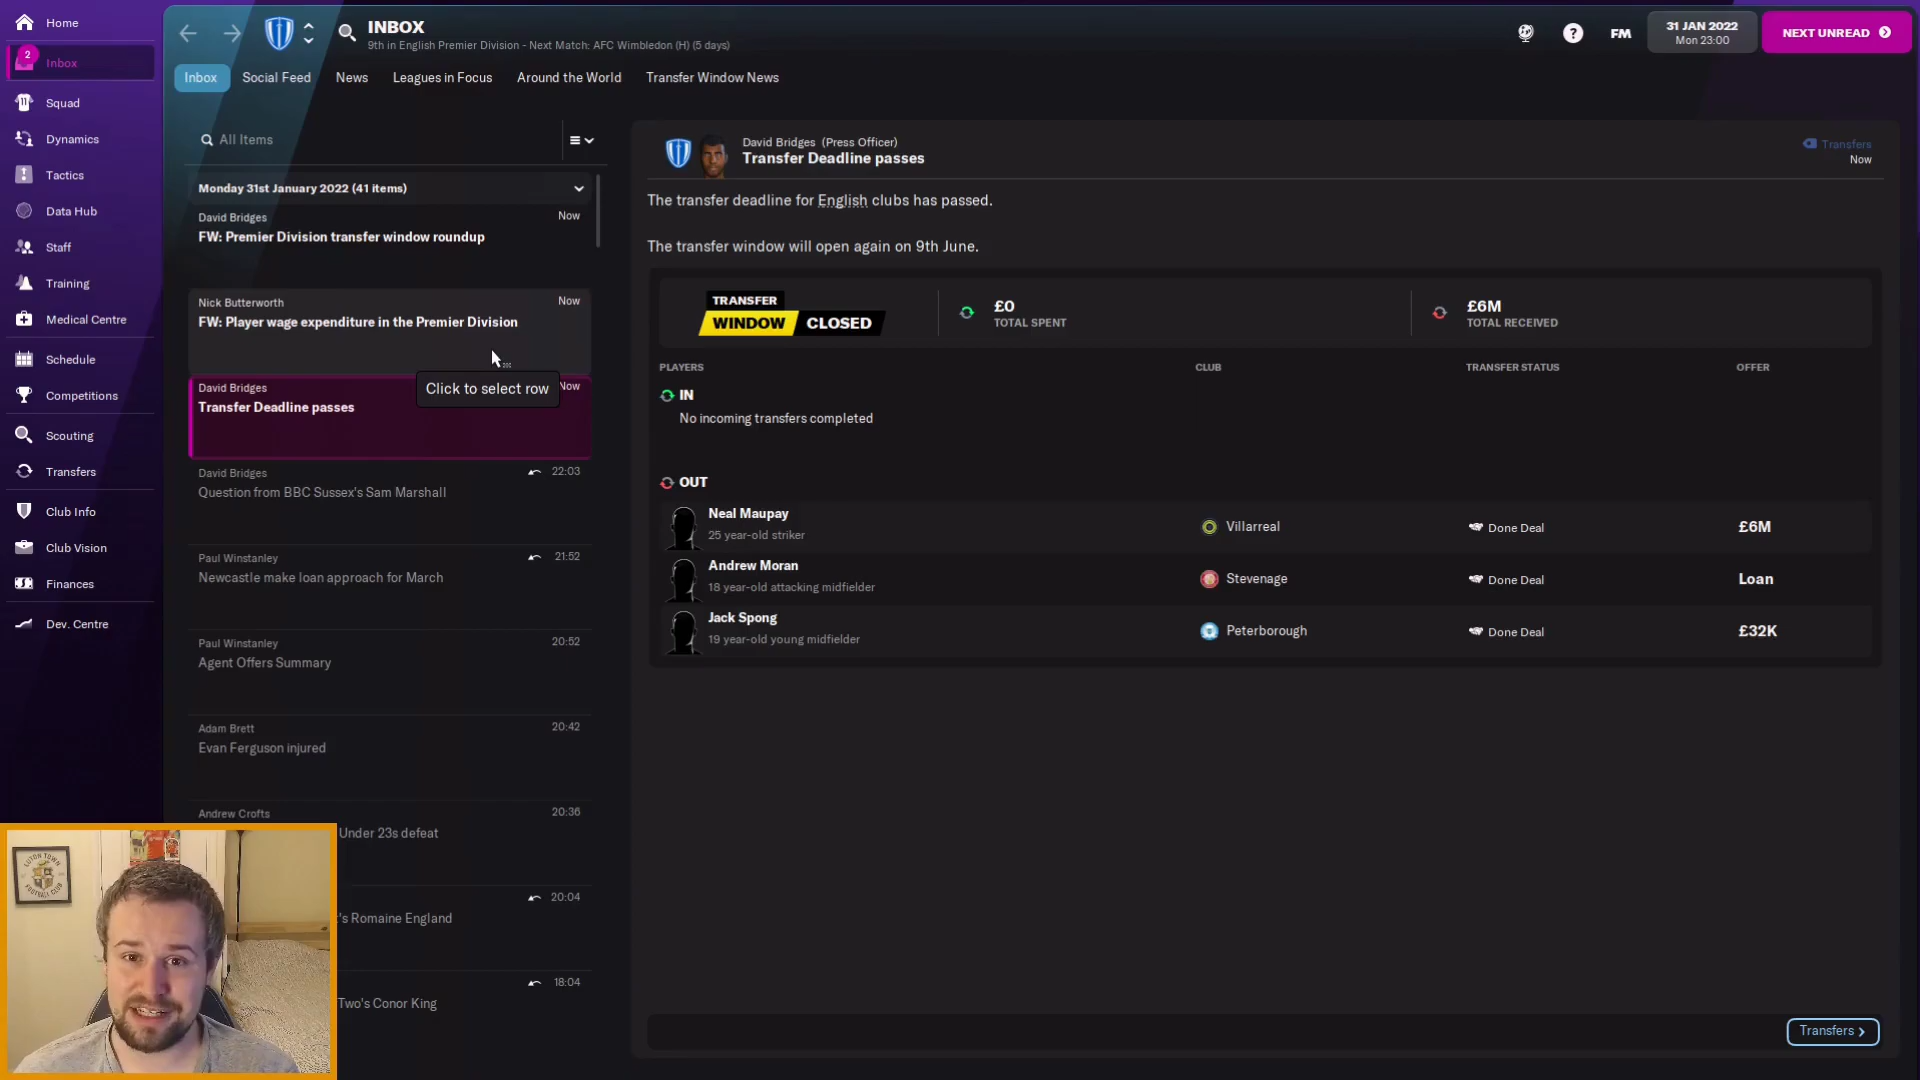 Home
2
Inbox
Squad
Dynamics
Tactics
Data Hub
Staff
Training
Medical Centre
Schedule
Competitions
Scouting
Transfers
Club Info
Club Vision
Finances
Dev. Centre
INBOX
9th in English Premier Division - Next Match: AFC Wimbledon (H) (5 days)
FM
31 JAN 2022
Mon 23:00
NEXT UNREAD
Inbox
Social Feed
News
Leagues in Focus
Around the World
Transfer Window News
All Items
Monday 31st January 2022 (41 items)
David Bridges
Now
FW: Premier Division transfer window roundup
Nick Butterworth
Now
FW: Player wage expenditure in the Premier Division
Click to select row
David Bridges
Now
Transfer Deadline passes
David Bridges
22:03
Question from BBC Sussex's Sam Marshall
Paul Winstanley
21:52
Newcastle make loan approach for March
Paul Winstanley
20:52
Agent Offers Summary
Adam Brett
20:42
Evan Ferguson injured
Andrew Crofts
20:36
Under 23s defeat
20:04
's Romaine England
18:04
Two's Conor King
David Bridges (Press Officer)
Transfer Deadline passes
Transfers
Now
The transfer deadline for English clubs has passed.
The transfer window will open again on 9th June.
TRANSFER
WINDOW CLOSED
£0
TOTAL SPENT
£6M
TOTAL RECEIVED
PLAYERS
CLUB
TRANSFER STATUS
OFFER
IN
No incoming transfers completed
OUT
Neal Maupay
25 year-old striker
Villarreal
Done Deal
£6M
Andrew Moran
18 year-old attacking midfielder
Stevenage
Done Deal
Loan
Jack Spong
19 year-old young midfielder
Peterborough
Done Deal
£32K
Transfers
LUTON TOWN
FOOTBALL CLUB